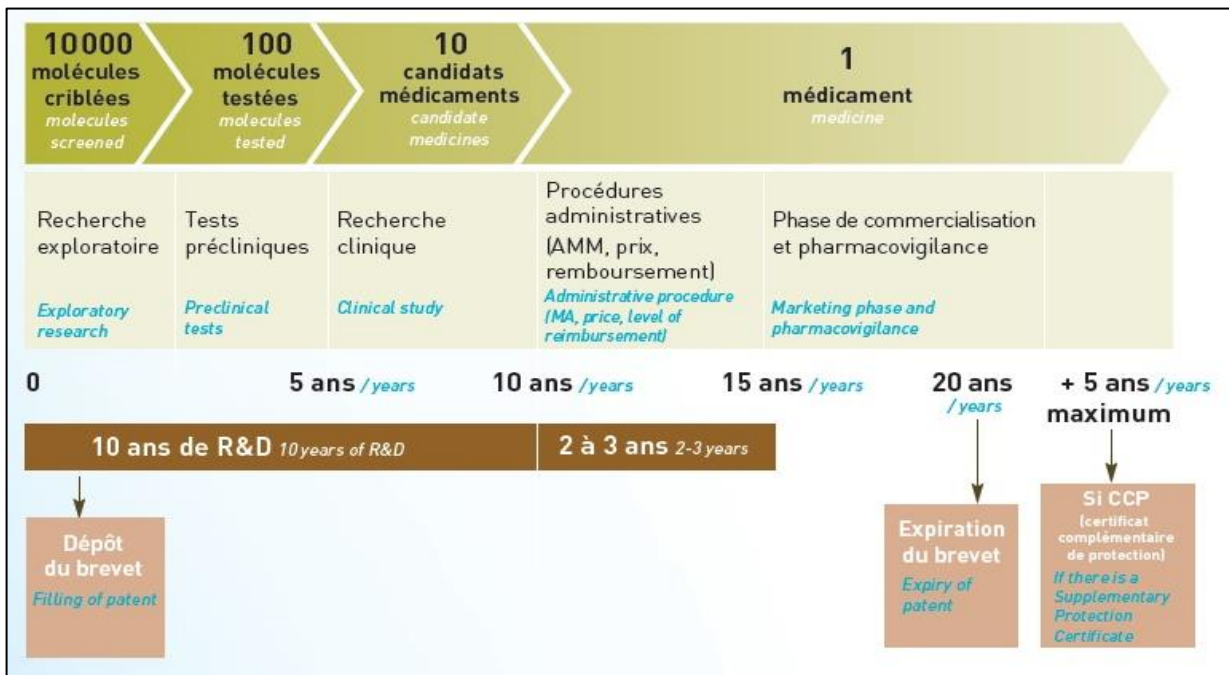 10 000
molécules
criblées
molecules
screened
100
molécules
testées
molecules
tested
10
candidats
médicaments
candidate
medicines
1
médicament
medicine
Recherche
exploratoire
Exploratory
research
Tests
précliniques
Preclinical
tests
Recherche
clinique
Clinical study
Procédures
administratives
(AMM, prix,
remboursement)
Administrative procedure
(MA, price, level of
reimbursement)
Phase de commercialisation
et pharmacovigilance
Marketing phase and
pharmacovigilance
0
5 ans / years
10 ans / years
15 ans / years
20 ans
/ years
+ 5 ans / years
maximum
10 ans de R&D 10 years of R&D
2 à 3 ans 2-3 years
Dépôt
du brevet
Filling of patent
Expiration
du brevet
Expiry of
patent
Si CCP
(certificat
complémentaire
de protection)
If there is a
Supplementary
Protection
Certificate